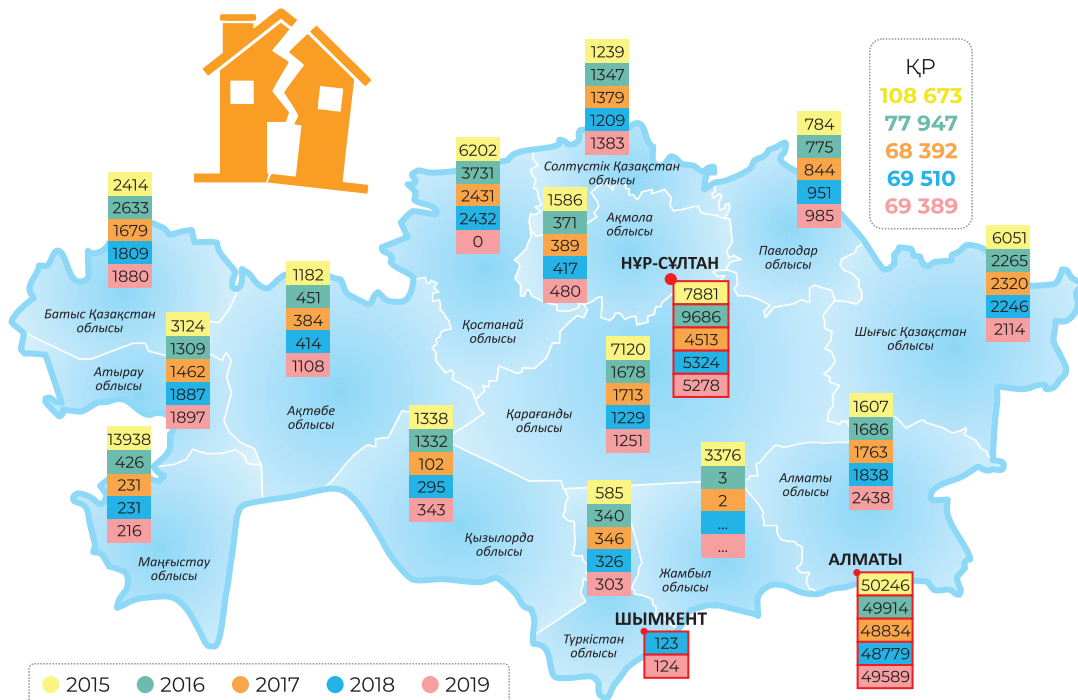 ҚР
108 673
77 947
68 392
69 510
69 389
1239
1347
1379
1209
1383
Солтүстік Қазақстан
облысы
784
775
844
951
985
Павлодар
облысы
6202
3731
2431
2432
0
Қостанай
облысы
2414
2633
1679
1809
1880
Батыс Қазақстан
облысы
1586
371
389
417
480
Ақмола
облысы
НҰР-СҰЛТАН
7881
9686
4513
5324
5278
6051
2265
2320
2246
2114
Шығыс Қазақстан
облысы
1182
451
384
414
1108
Ақтөбе
облысы
3124
1309
1462
1887
1897
Атырау
облысы
7120
1678
1713
1229
1251
Қарағанды
облысы
1607
1686
1763
1838
2438
Алматы
облысы
1338
1332
102
295
343
Қызылорда
облысы
13938
426
231
231
216
Маңғыстау
облысы
3376
3
2
...
...
Жамбыл
облысы
585
340
346
326
303
Түркістан
облысы
ШЫМКЕНТ
123
124
АЛМАТЫ
50246
49914
48834
48779
49589
2015 2016 2017 2018 2019